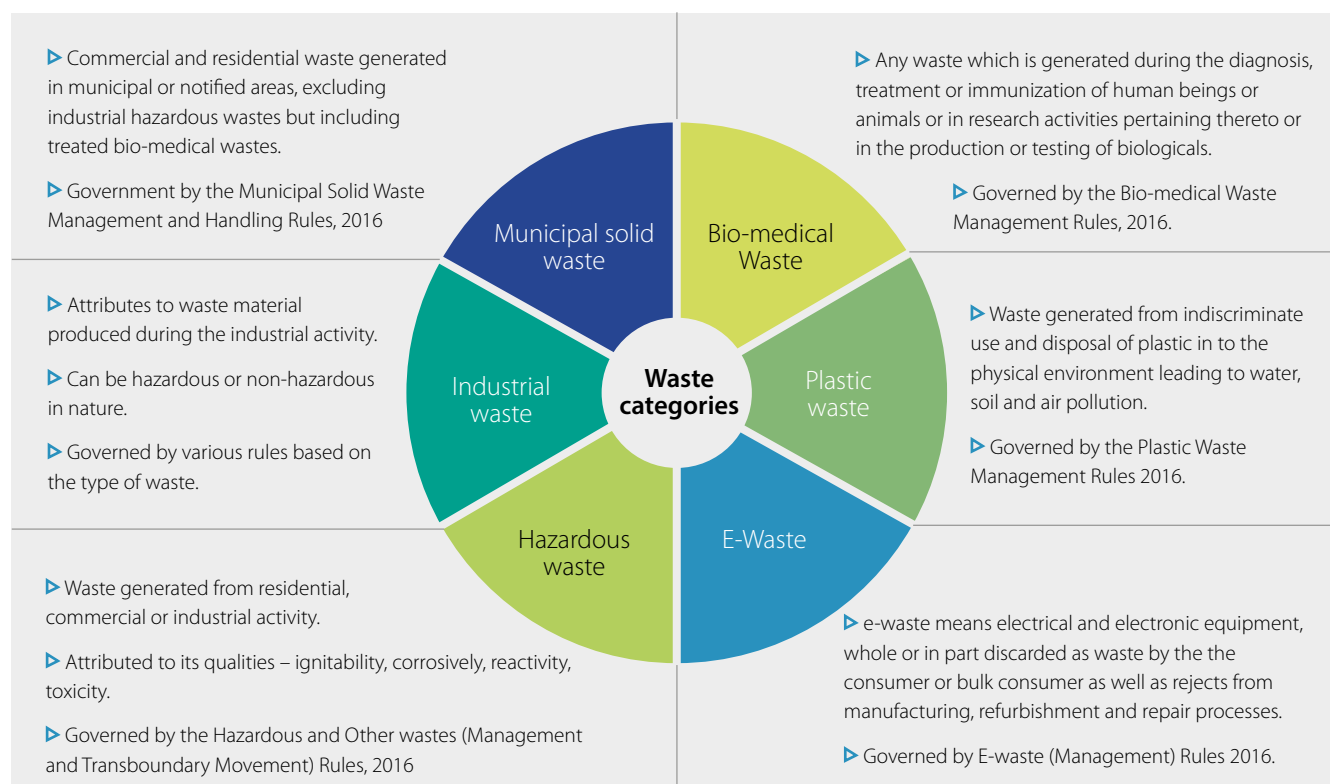 ▷ Commercial and residential waste generated
in municipal or notified areas, excluding
industrial hazardous wastes but including
treated bio-medical wastes.
▷ Government by the Municipal Solid Waste
Management and Handling Rules, 2016
▷ Any waste which is generated during the diagnosis,
treatment or immunization of human beings or
animals or in research activities pertaining thereto or
in the production or testing of biologicals.
▷ Governed by the Bio-medical Waste
Management Rules, 2016.
Municipal solid
waste
Bio-medical
Waste
▷ Attributes to waste material
produced during the industrial activity.
▷ Can be hazardous or non-hazardous
in nature.
▷ Governed by various rules based on
the type of waste.
Industrial
waste
Waste
categories
Plastic
waste
▷ Waste generated from indiscriminate
use and disposal of plastic in to the
physical environment leading to water,
soil and air pollution.
▷ Governed by the Plastic Waste
Management Rules 2016.
Hazardous
waste
E-Waste
▷ Waste generated from residential,
commercial or industrial activity.
▷ Attributed to its qualities – ignitability, corrosively, reactivity,
toxicity.
▷ Governed by the Hazardous and Other wastes (Management
and Transboundary Movement) Rules, 2016
▷ e-waste means electrical and electronic equipment,
whole or in part discarded as waste by the the
consumer or bulk consumer as well as rejects from
manufacturing, refurbishment and repair processes.
▷ Governed by E-waste (Management) Rules 2016.